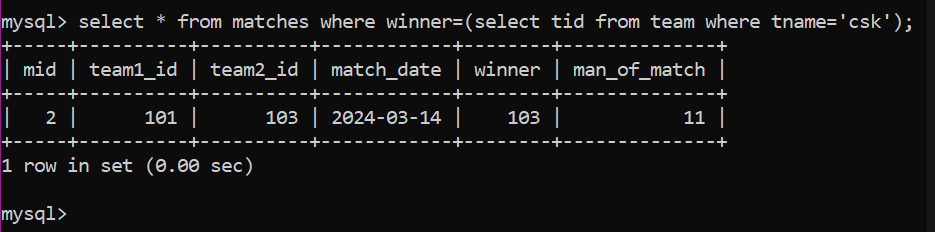 mysql> select * from matches where winner=(select tid from team where tname='csk');
+-----+----------+----------+------------+--------+--------------+
| mid | team1_id | team2_id | match_date | winner | man_of_match |
+-----+----------+----------+------------+--------+--------------+
|   2 |      101 |      103 | 2024-03-14 |    103 |           11 |
+-----+----------+----------+------------+--------+--------------+
1 row in set (0.00 sec)
mysql>